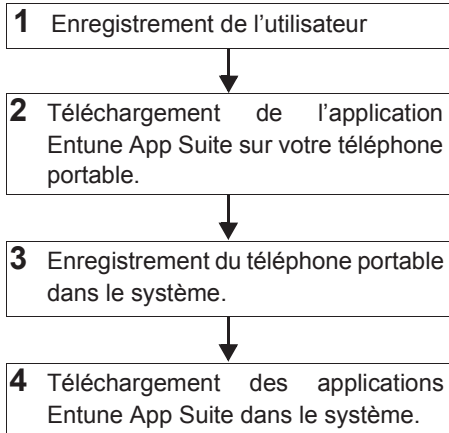 1 Enregistrement de l'utilisateur
2 Téléchargement de l'application
Entune App Suite sur votre téléphone
portable.
3 Enregistrement du téléphone portable
dans le système.
4 Téléchargement des applications
Entune App Suite dans le système.